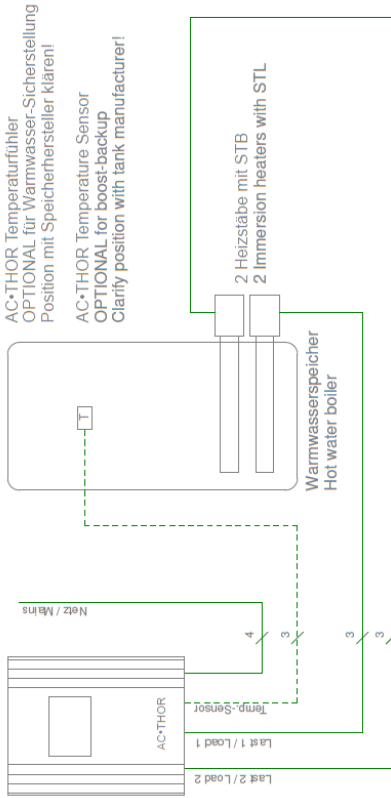 AC•THOR Temperaturfühler
OPTIONAL für Warmwasser-Sicherstellung
Position mit Speicherhersteller klären!
AC•THOR Temperature Sensor
OPTIONAL for boost-backup
Clarify position with tank manufacturer!
2 Heizstäbe mit STB
2 Immersion heaters with STL
T
Warmwasserspeicher
Hot water boiler
Netz / Mains
4
3
3
3
AC•THOR
Temp.-Sensor
Last 1 / Load 1
Last 2 / Load 2